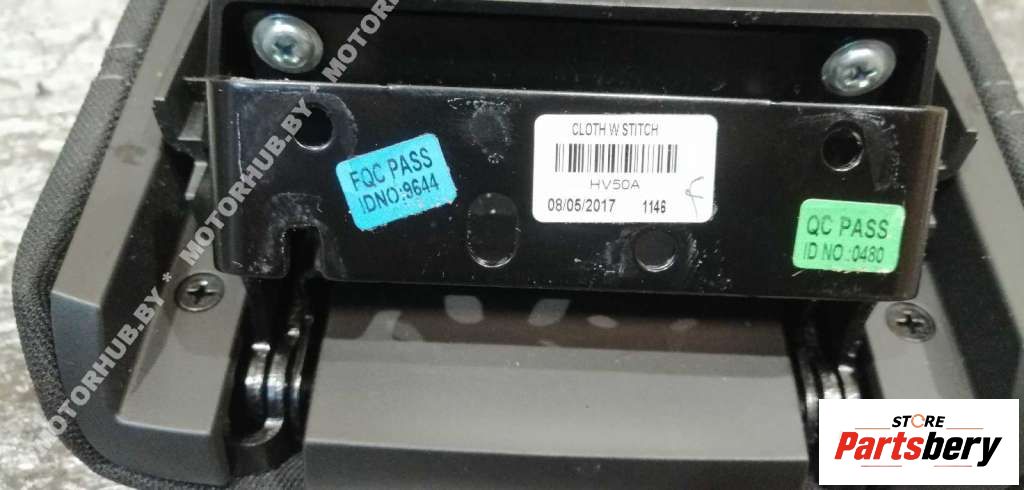 MOTORHUB.BY * MOTORHUB.BY MOTORHUB.BY
FQC PASS
IDNO:9644
CLOTH W STITCH
HV50A
08/05/2017 1146
QC PASS
ID NO.:0480
STORE
Partsbery